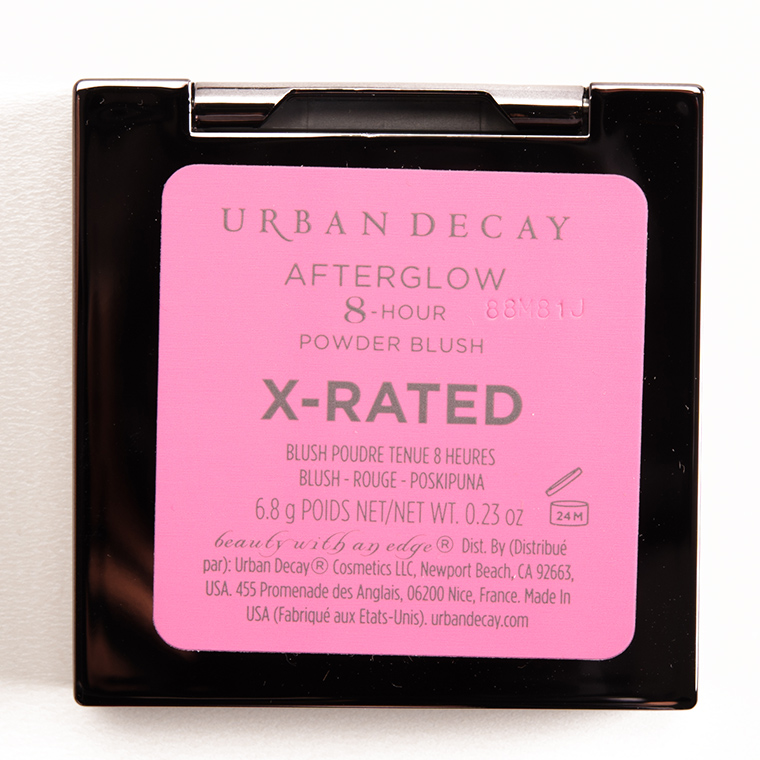 URBAN DECAY
AFTERGLOW
8-HOUR 88M81J
POWDER BLUSH
X-RATED
BLUSH POUDRE TENUE 8 HEURES
BLUSH - ROUGE - POSKIPUNA
6.8 g POIDS NET/NET WT. 0.23 oz
24M
beauty with an edge® Dist. By (Distribué
par): Urban Decay® Cosmetics LLC, Newport Beach, CA 92663,
USA. 455 Promenade des Anglais, 06200 Nice, France. Made In
USA (Fabriqué aux Etats-Unis). urbandecay.com